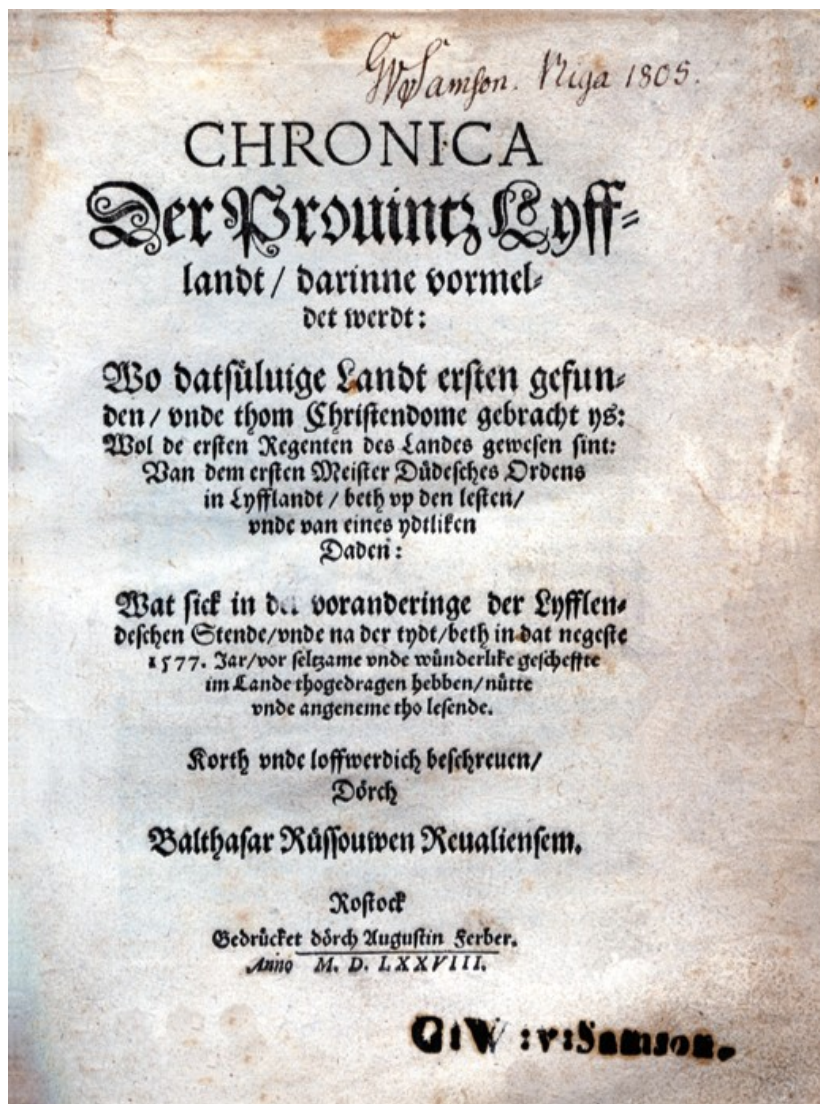 GWvSamson. Riga 1805.
CHRONICA
Der Prouintz Lyff-
landt / darinne vormel-
det werdt:
Wo datsüluige Landt ersten gefun-
den / vnde thom Christendome gebracht ys:
Wol de ersten Regenten des Landes gewesen sint:
Van dem ersten Meister Düdesches Ordens
in Lyfflandt / beth vp den lesten /
vnde van eines ydtliken
Daden:
Wat sick in der voranderinge der Lyfflen-
deschen Stende/vnde na der tydt/beth in dat negeste
1577. Jar/vor seltzame vnde wünderlike gescheffte
im Lande thogedragen hebben/nütte
vnde angeneme tho lesende.
Korth vnde loffwerdich beschreuen/
Dörch
Balthasar Rüssouwen Reualiensem.
Rostock
Gedrücket dörch Augustin Ferber.
Anno M. D. LXXVIII.
G:W :v:Samson.